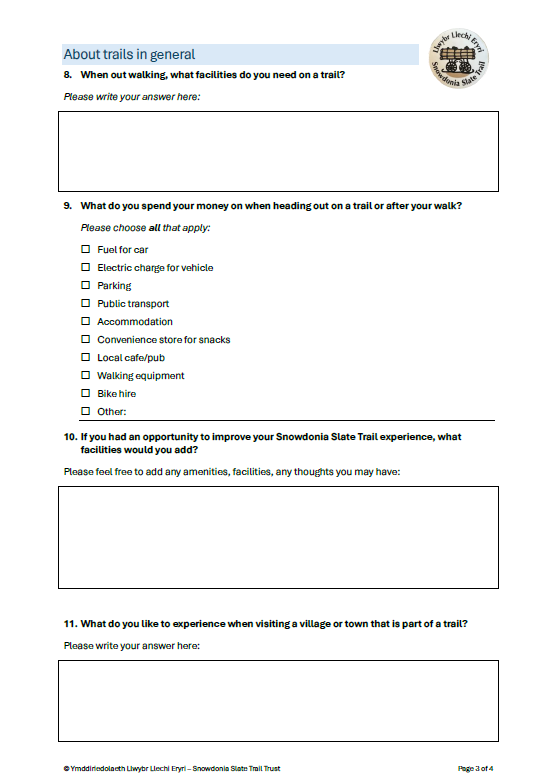 About trails in general
Llwybr Llechi Eryri
Snowdonia Slate Trail
8. When out walking, what facilities do you need on a trail?
Please write your answer here:
9. What do you spend your money on when heading out on a trail or after your walk?
Please choose all that apply:
☐ Fuel for car
☐ Electric charge for vehicle
☐ Parking
☐ Public transport
☐ Accommodation
☐ Convenience store for snacks
☐ Local cafe/pub
☐ Walking equipment
☐ Bike hire
☐ Other:
10. If you had an opportunity to improve your Snowdonia Slate Trail experience, what
facilities would you add?
Please feel free to add any amenities, facilities, any thoughts you may have:
11. What do you like to experience when visiting a village or town that is part of a trail?
Please write your answer here:
© Ymddiriedolaeth Llwybr Llechi Eryri – Snowdonia Slate Trail Trust
Page 3 of 4